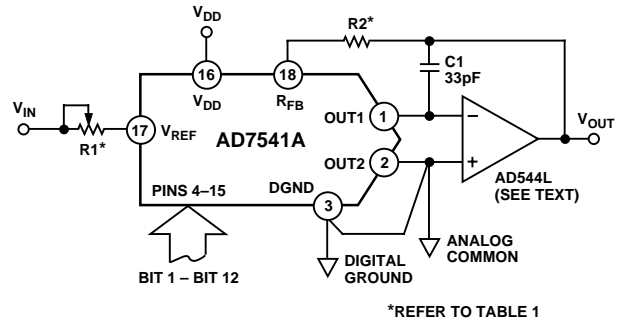 VDD
R2*
C1
33pF
16
VDD
18
RFB
VIN
R1*
17
VREF
AD7541A
OUT1
1
OUT2
2
–
+
VOUT
AD544L
(SEE TEXT)
PINS 4–15
DGND
3
BIT 1 – BIT 12
DIGITAL
GROUND
ANALOG
COMMON
*REFER TO TABLE 1